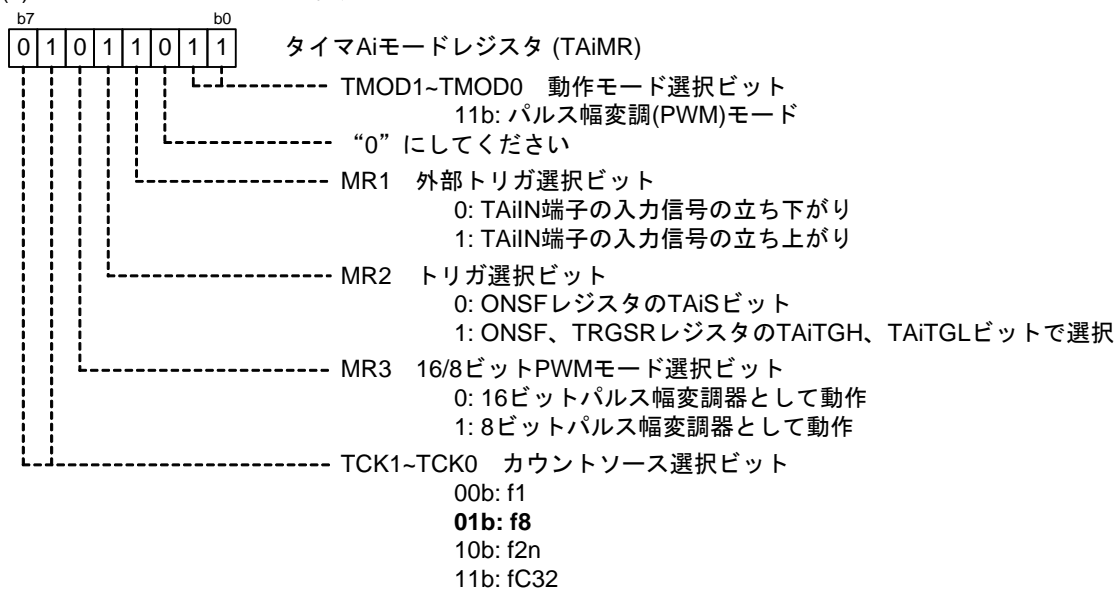 b7 b0
0 1 0 1 1 0 1 1 タイマAiモードレジスタ (TAiMR)
TMOD1~TMOD0 動作モード選択ビット
11b: パルス幅変調(PWM)モード
“0”にしてください
MR1 外部トリガ選択ビット
0: TAiIN端子の入力信号の立ち下がり
1: TAiIN端子の入力信号の立ち上がり
MR2 トリガ選択ビット
0: ONSFレジスタのTAiSビット
1: ONSF、TRGSRレジスタのTAiTGH、TAiTGLビットで選択
MR3 16/8ビットPWMモード選択ビット
0: 16ビットパルス幅変調器として動作
1: 8ビットパルス幅変調器として動作
TCK1~TCK0 カウントソース選択ビット
00b: f1
01b: f8
10b: f2n
11b: fC32